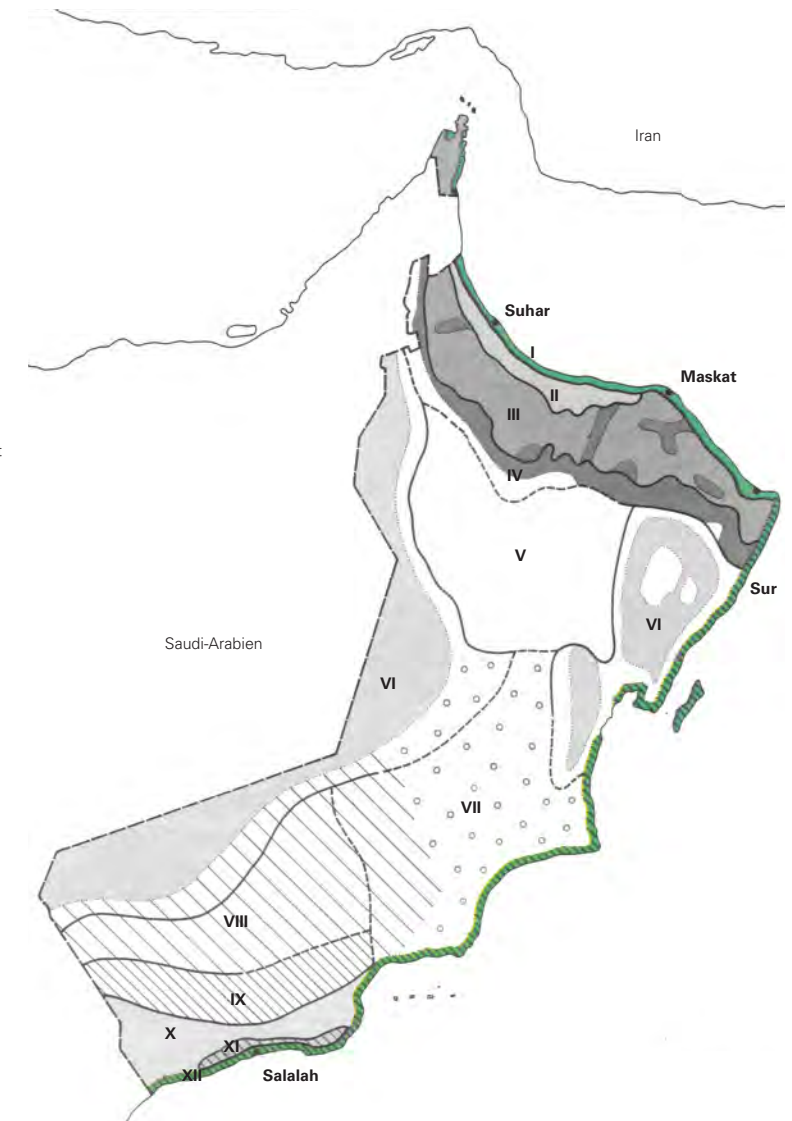 Iran
Suhar
I
Maskat
II
III
IV
V
Sur
VI
Saudi-Arabien
VI
VII
VIII
IX
X
XI
XII
Salalah